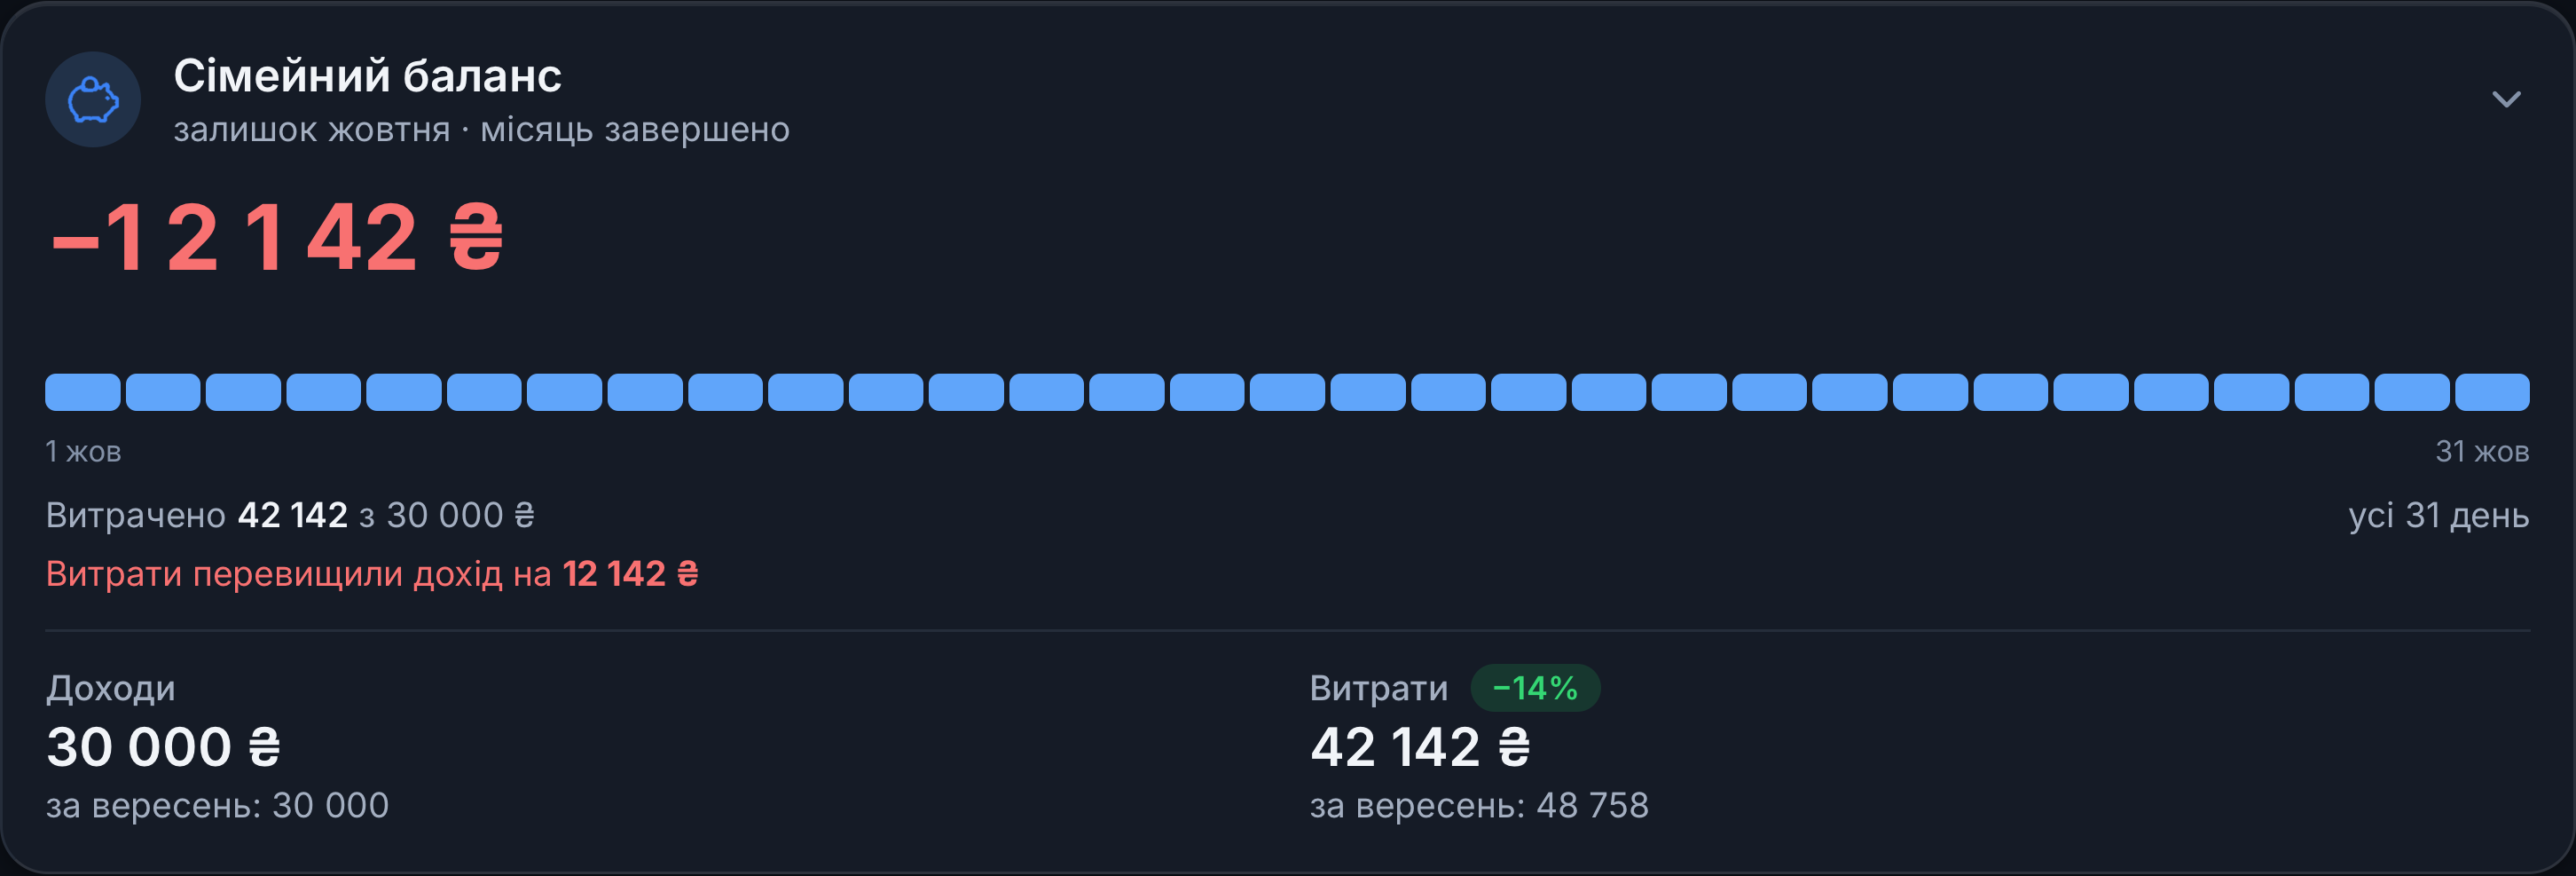 Сімейний баланс
залишок жовтня · місяць завершено
−12 142 ₴
1 жов
31 жов
Витрачено 42 142 з 30 000 ₴
усі 31 день
Витрати перевищили дохід на 12 142 ₴
Доходи
30 000 ₴
за вересень: 30 000
Витрати −14%
42 142 ₴
за вересень: 48 758